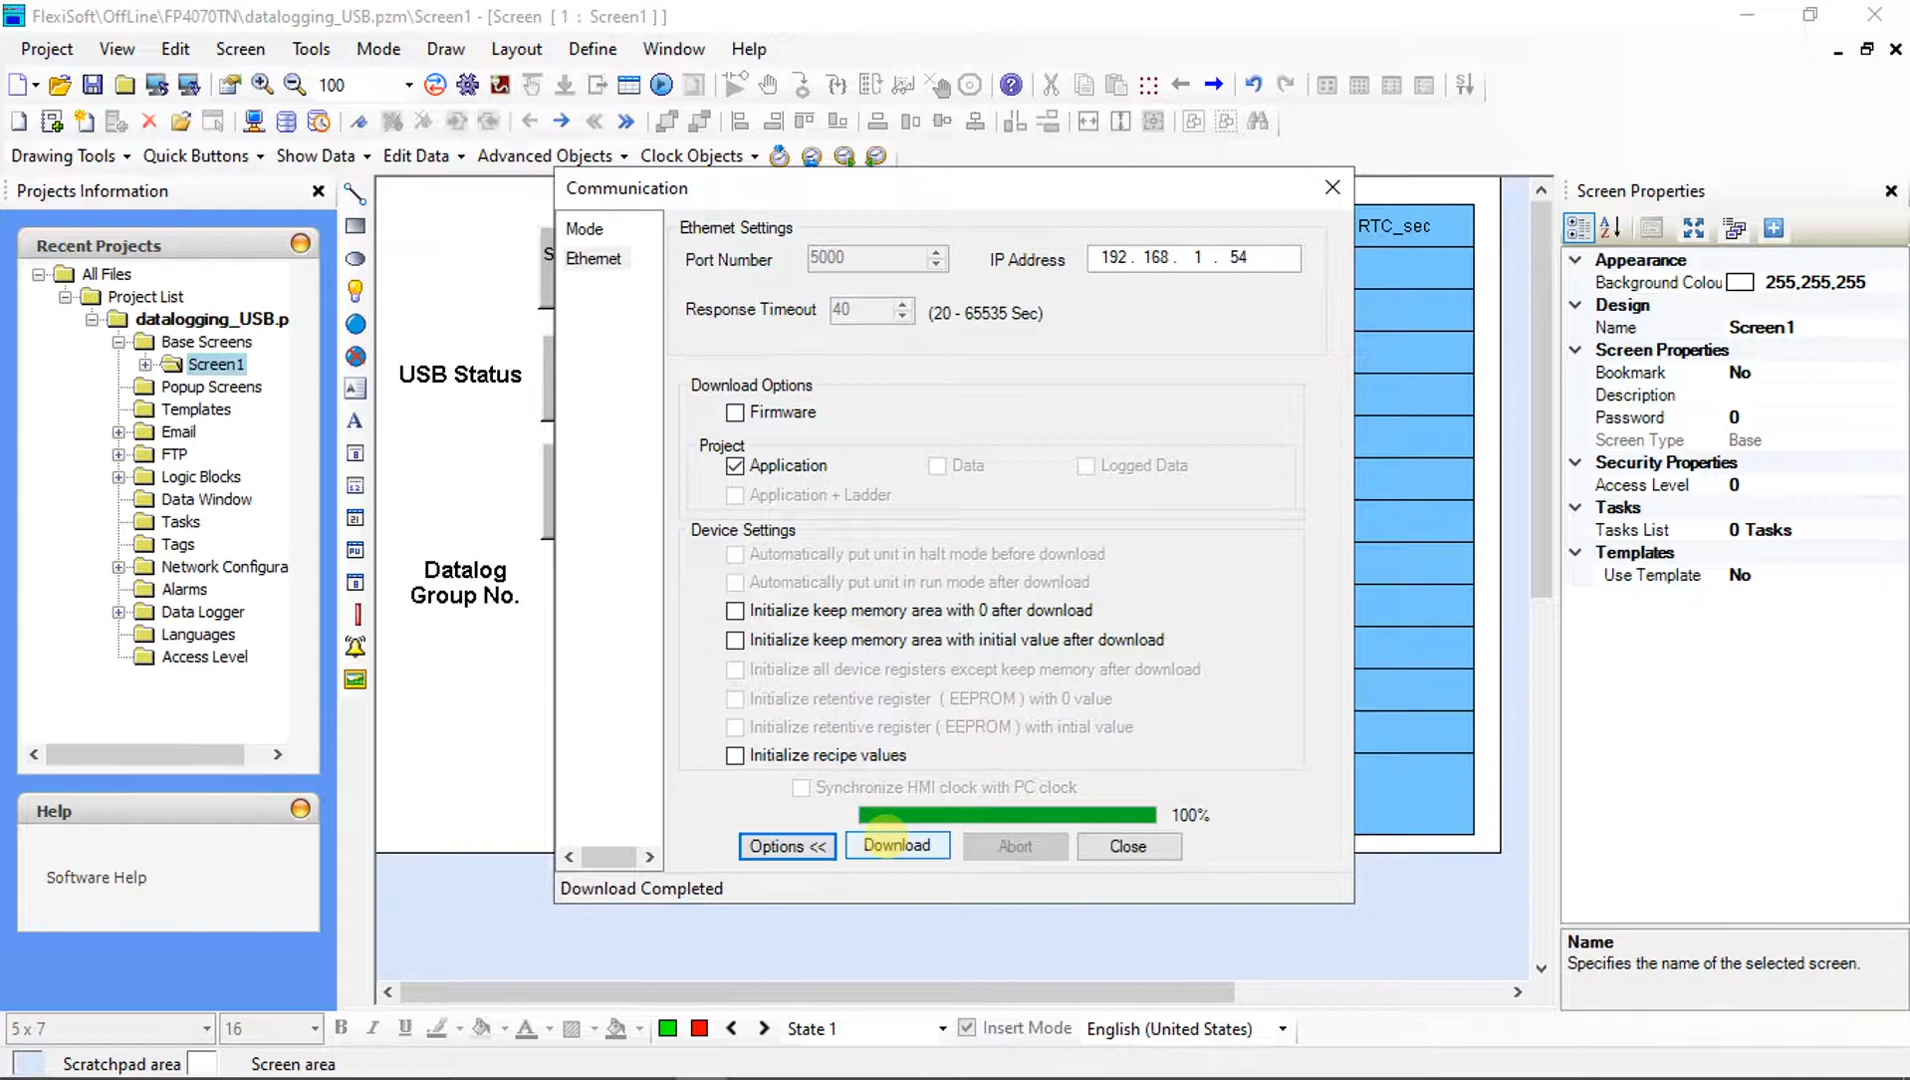 FlexiSoft\OffLine\FP4070TN\datalogging_USB.pzm\Screen1 - [Screen [ 1 : Screen1 ] ]
Project View Edit Screen Tools Mode Draw Layout Define Window Help
100
Drawing Tools Quick Buttons Show Data Edit Data Advanced Objects Clock Objects
Projects Information
Recent Projects
All Files
Project List
datalogging_USB.p
Base Screens
Screen1
Popup Screens
Templates
Email
FTP
Logic Blocks
Data Window
Tasks
Tags
Network Configura
Alarms
Data Logger
Languages
Access Level
Help
Software Help
S
USB Status
Datalog
Group No.
RTC_sec
Communication
Mode
Ethernet
Ethernet Settings
Port Number 5000 IP Address 192 . 168 . 1 . 54
Response Timeout 40 (20 - 65535 Sec)
Download Options
Firmware
Project
Application Data Logged Data
Application + Ladder
Device Settings
Automatically put unit in halt mode before download
Automatically put unit in run mode after download
Initialize keep memory area with 0 after download
Initialize keep memory area with initial value after download
Initialize all device registers except keep memory after download
Initialize retentive register ( EEPROM ) with 0 value
Initialize retentive register ( EEPROM ) with intial value
Initialize recipe values
Synchronize HMI clock with PC clock
100%
Options << Download Abort Close
Download Completed
Screen Properties
Appearance
Background Colou 255,255,255
Design
Name Screen1
Screen Properties
Bookmark No
Description
Password 0
Screen Type Base
Security Properties
Access Level 0
Tasks
Tasks List 0 Tasks
Templates
Use Template No
Name
Specifies the name of the selected screen.
5 x 7 16 B I U A State 1 Insert Mode English (United States)
Scratchpad area Screen area